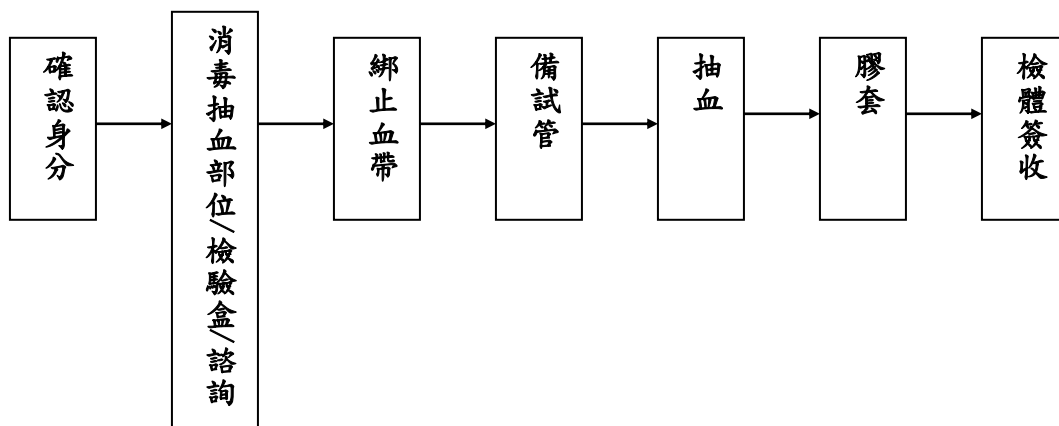 確認身分
消毒抽血部位/檢驗盒/諮詢
綁止血帶
備試管
抽血
膠套
檢體簽收